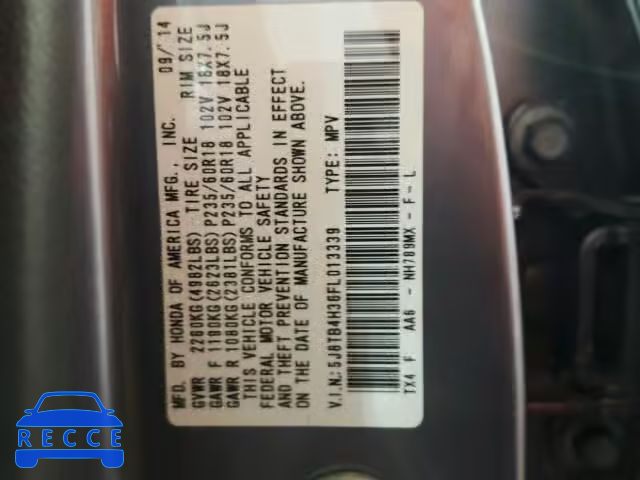 MFD. BY HONDA OF AMERICA MFG., INC. 09/14
GVWR 2260KG(4982LBS) TIRE SIZE RIM SIZE
GAWR F 1190KG(2623LBS) P235/60R18 102V 18X7.5J
GAWR R 1080KG(2381LBS) P235/60R18 102V 18X7.5J
THIS VEHICLE CONFORMS TO ALL APPLICABLE
FEDERAL MOTOR VEHICLE SAFETY
AND THEFT PREVENTION STANDARDS IN EFFECT
ON THE DATE OF MANUFACTURE SHOWN ABOVE.
V.I.N.:5J8TB4H36FL013339 TYPE: MPV
TX4 F AA6 - NH789MX - F - L
RECCE